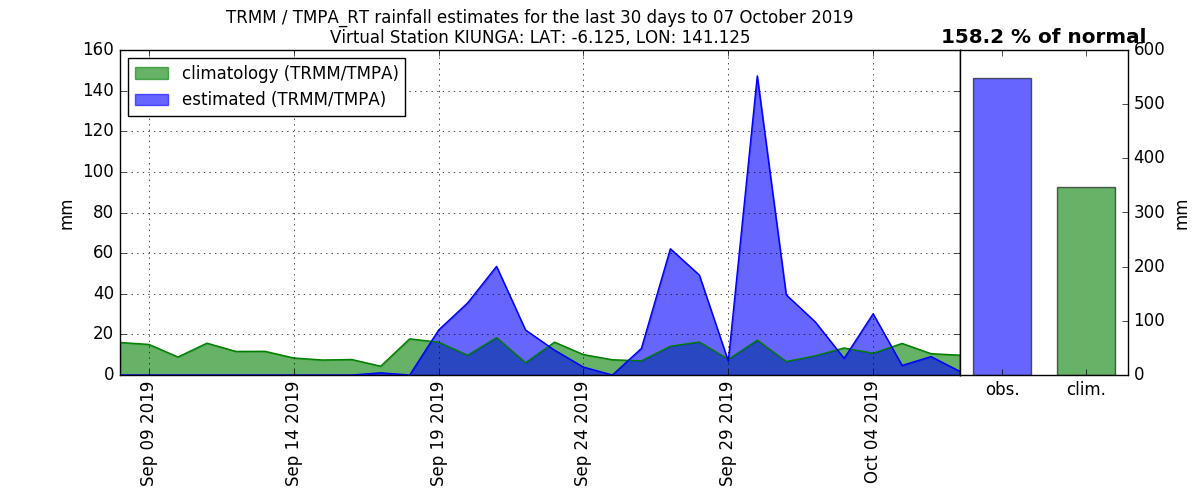 TRMM / TMPA_RT rainfall estimates for the last 30 days to 07 October 2019
Virtual Station KIUNGA: LAT: -6.125, LON: 141.125
158.2 % of normal
climatology (TRMM/TMPA)
estimated (TRMM/TMPA)
160
140
120
100
80
60
40
20
0
mm
Sep 09 2019
Sep 14 2019
Sep 19 2019
Sep 24 2019
Sep 29 2019
Oct 04 2019
600
500
400
300
200
100
0
mm
obs.
clim.